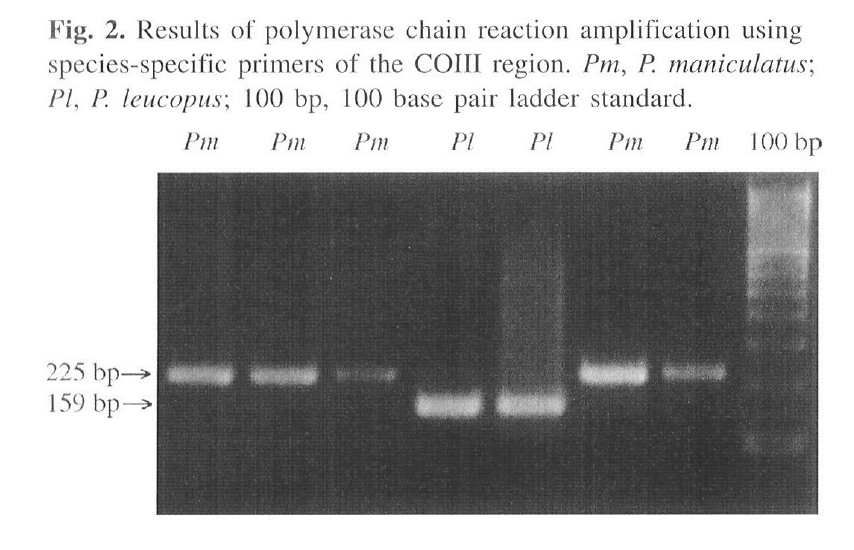 Fig. 2. Results of polymerase chain reaction amplification using
species-specific primers of the COIII region. Pm, P. maniculatus;
Pl, P. leucopus; 100 bp, 100 base pair ladder standard.
Pm Pm Pm Pl Pl Pm Pm 100 bp
225 bp→
159 bp→